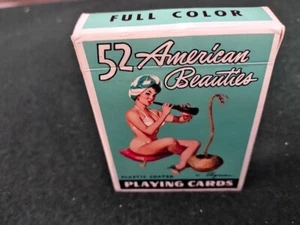 FULL COLOR
52 American
Beauties
PLASTIC COATED
PLAYING CARDS